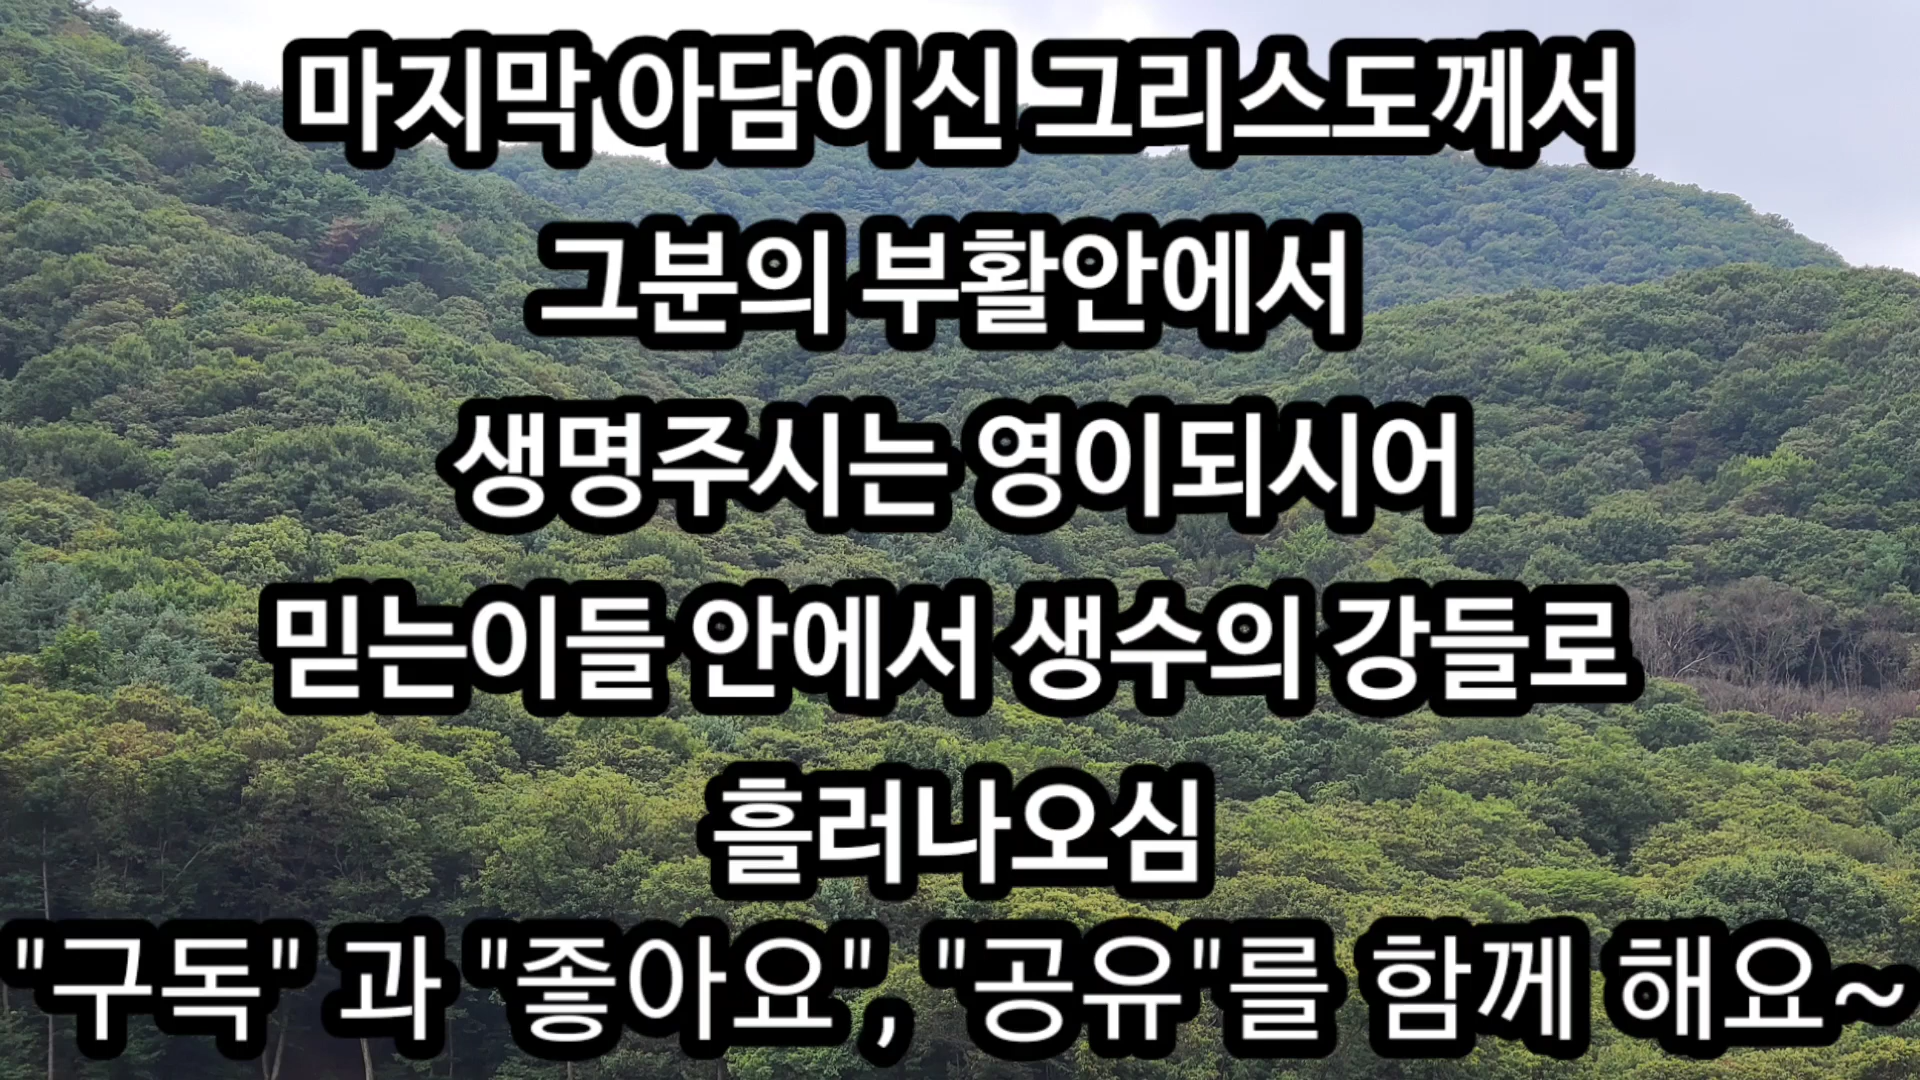 마지막 아담이신 그리스도께서
그분의 부활안에서
생명주시는 영이되시어
믿는이들 안에서 생수의 강들로
흘러나오심
"구독" 과 "좋아요", "공유"를 함께 해요~